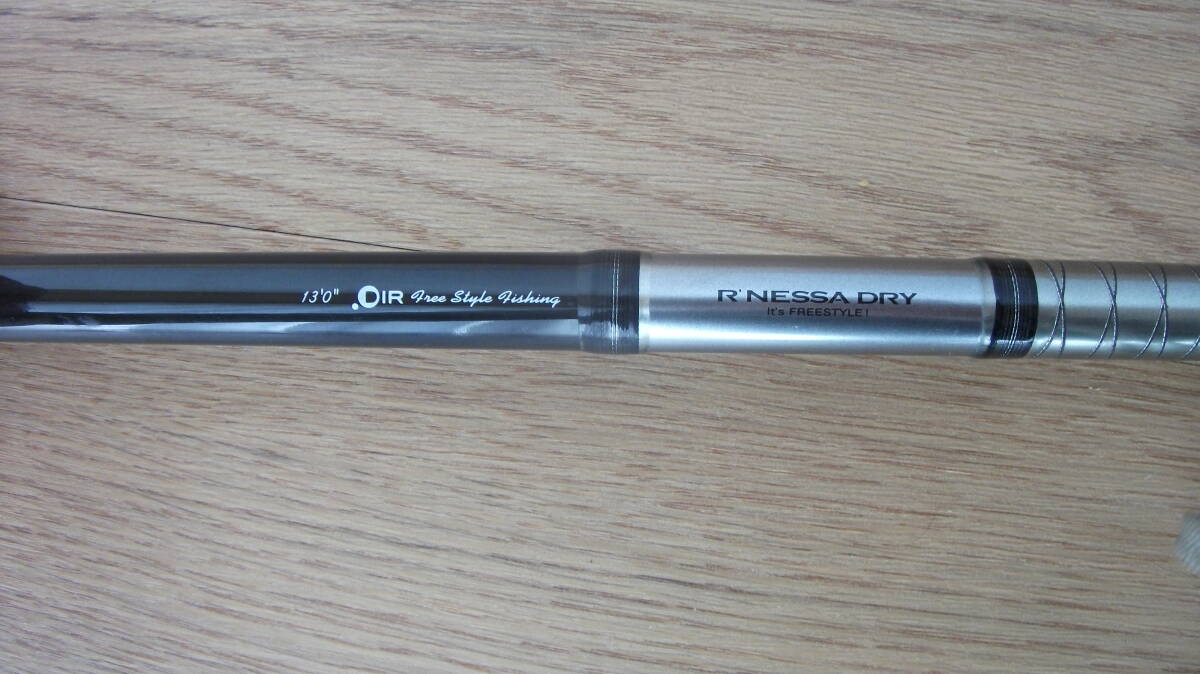 13'0" .OIR Free Style Fishing
R'NESSA DRY
It's FREESTYLE!